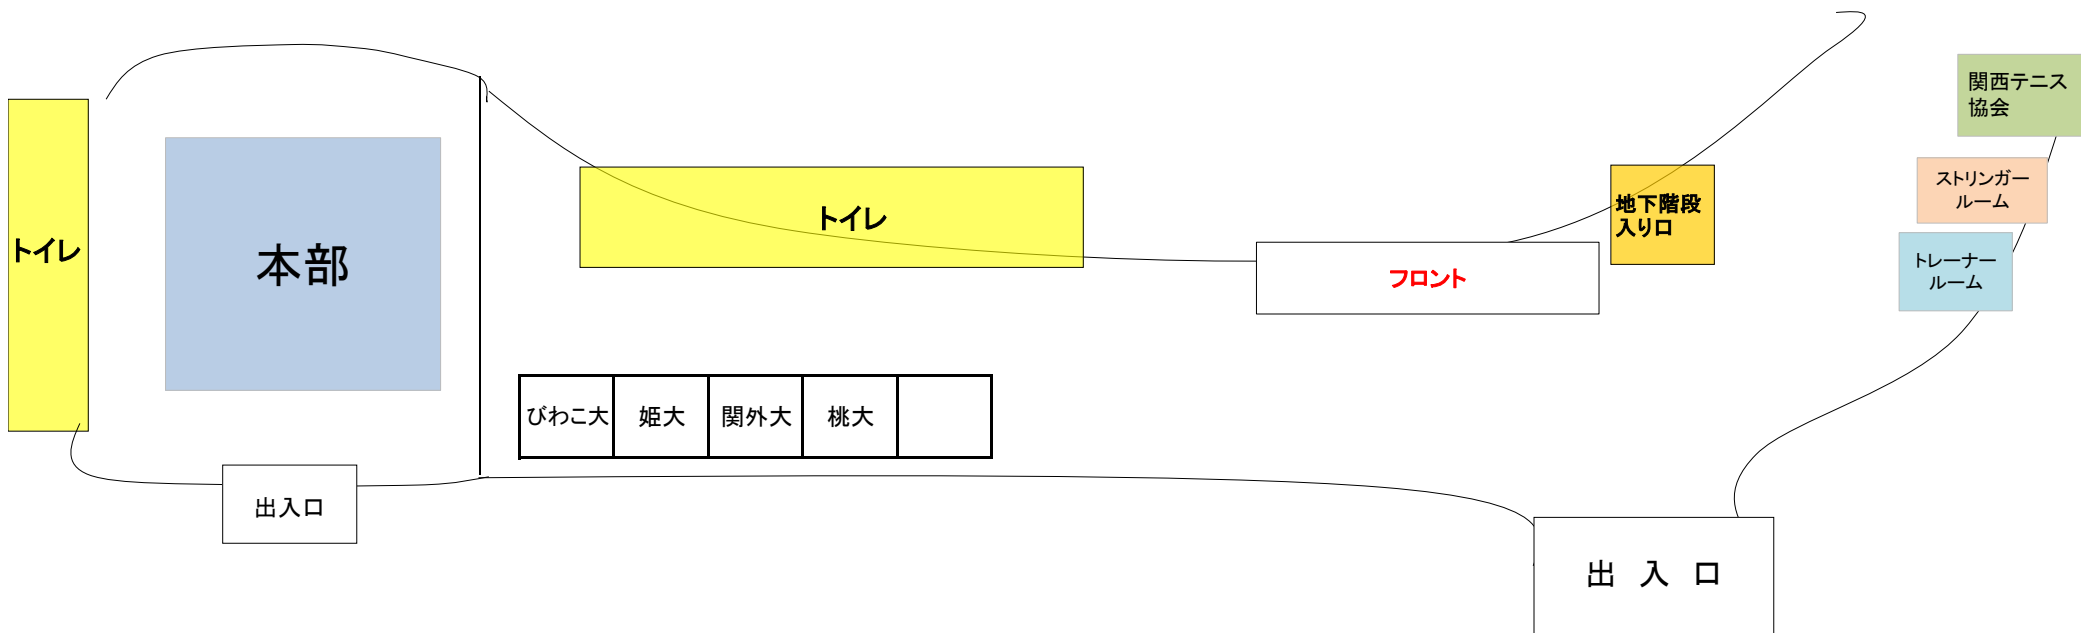 関西テニス
協会
ストリンガー
ルーム
トレーナー
ルーム
地下階段
入り口
トイレ
トイレ
本部
フロント
びわこ大
姫大
関外大
桃大
出入口
出　入　口